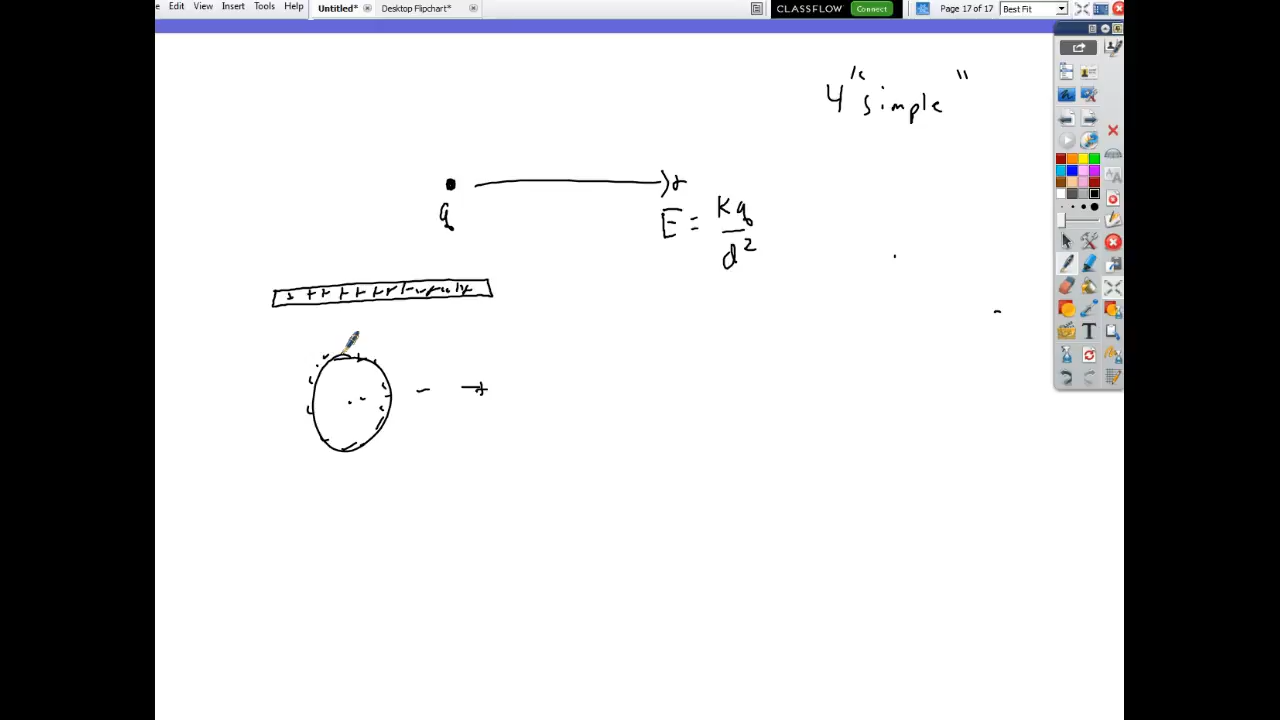 Edit View Insert Tools Help
Untitled* Desktop Flipchart* CLASSFLOW Connect Page 17 of 17 Best Fit
4 "simple"
q
E = Kq
d²
T